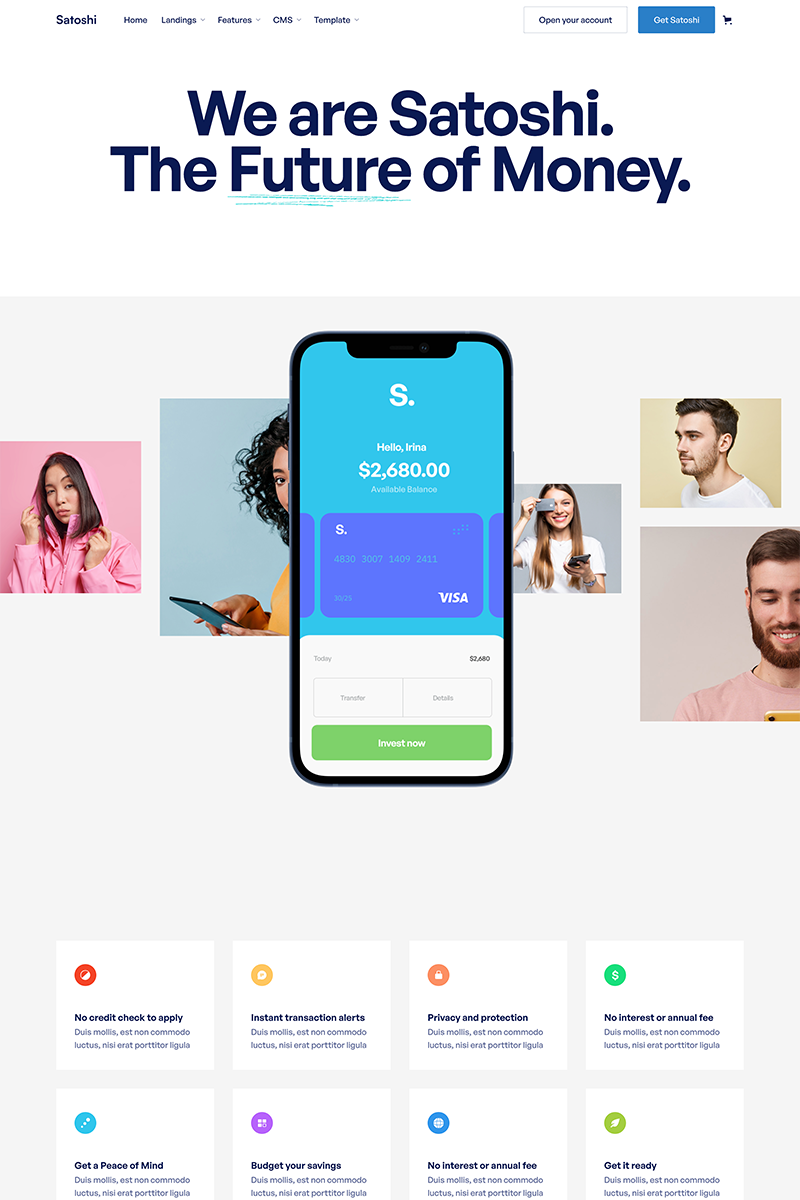 Satoshi
Home
Landings
Features
CMS
Template
Open your account
Get Satoshi
We are Satoshi.
The Future of Money.
S.
Hello, Irina
$2,680.00
Available Balance
S.
4830 3007 1409 2411
30/25
VISA
Today
$2,680
Transfer
Details
Invest now
No credit check to apply
Duis mollis, est non commodo
luctus, nisi erat porttitor ligula
Instant transaction alerts
Duis mollis, est non commodo
luctus, nisi erat porttitor ligula
Privacy and protection
Duis mollis, est non commodo
luctus, nisi erat porttitor ligula
$
No interest or annual fee
Duis mollis, est non commodo
luctus, nisi erat porttitor ligula
Get a Peace of Mind
Duis mollis, est non commodo
luctus, nisi erat porttitor ligula
Budget your savings
Duis mollis, est non commodo
luctus, nisi erat porttitor ligula
No interest or annual fee
Duis mollis, est non commodo
luctus, nisi erat porttitor ligula
Get it ready
Duis mollis, est non commodo
luctus, nisi erat porttitor ligula